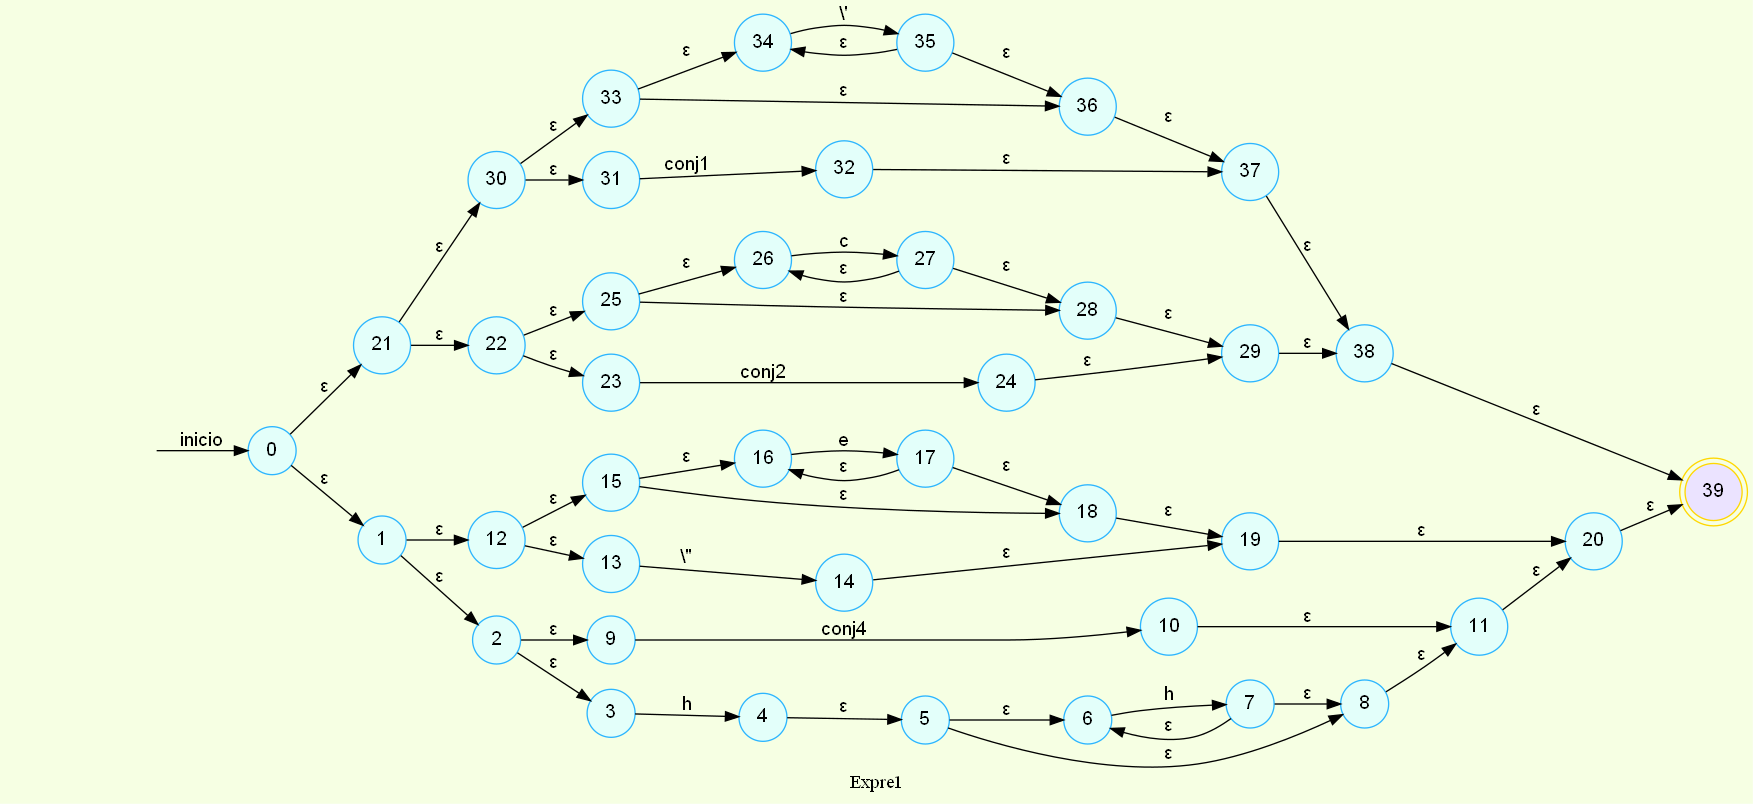 \'
34 ε 35
ε ε
33 ε 36
ε ε
30 ε 31 conj1 32 ε 37
ε ε
c
26 ε 27
ε ε
25 ε 28
ε ε
21 ε 22 29 ε 38
ε ε
23 conj2 24
ε ε
inicio 0
e
16 ε 17
ε ε
15 ε 18
ε ε
ε 39
1 ε 12 19 ε 20 ε
ε 13 \" 14 ε
ε ε
2 ε 9 conj4 10 ε 11
ε ε
3 h 4 ε 5 ε 6 h 7 ε 8
ε
ε
Expre1